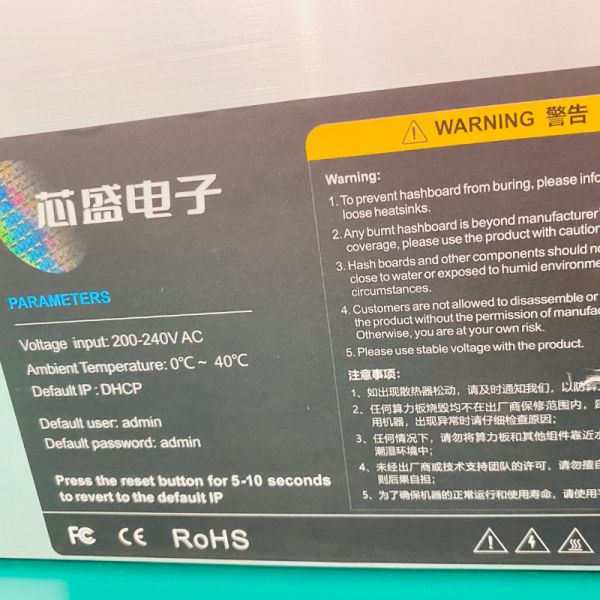 芯盛电子
PARAMETERS
Voltage input: 200-240V AC
Ambient Temperature: 0℃～ 40℃
Default IP : DHCP
Default user: admin
Default password: admin
Press the reset button for 5-10 seconds
to revert to the default IP
FC CE RoHS
WARNING 警告
Warning:
1. To prevent hashboard from buring, please info
loose heatsinks.
2. Any burnt hashboard is beyond manufacturer'
coverage, please use the product with caution
3. Hash boards and other components should no
close to water or exposed to humid environme
circumstances.
4. Customers are not allowed to disassemble or
the product without the permission of manufa
Otherwise, you are at your own risk.
5. Please use stable voltage with the product.
注意事项：
1、如出现散热器松动，请及时通知我们，以防算
2、任何算力板烧毁均不在出厂商保修范围内，
用机器，出现异常时请仔细检查原因；
3、任何情况下，请勿将算力板和其他组件靠近水
潮湿环境中；
4、未经出厂商或技术支持团队的许可，请勿擅自
则后果自担；
5、为了确保机器的正常运行和使用寿命，请使用